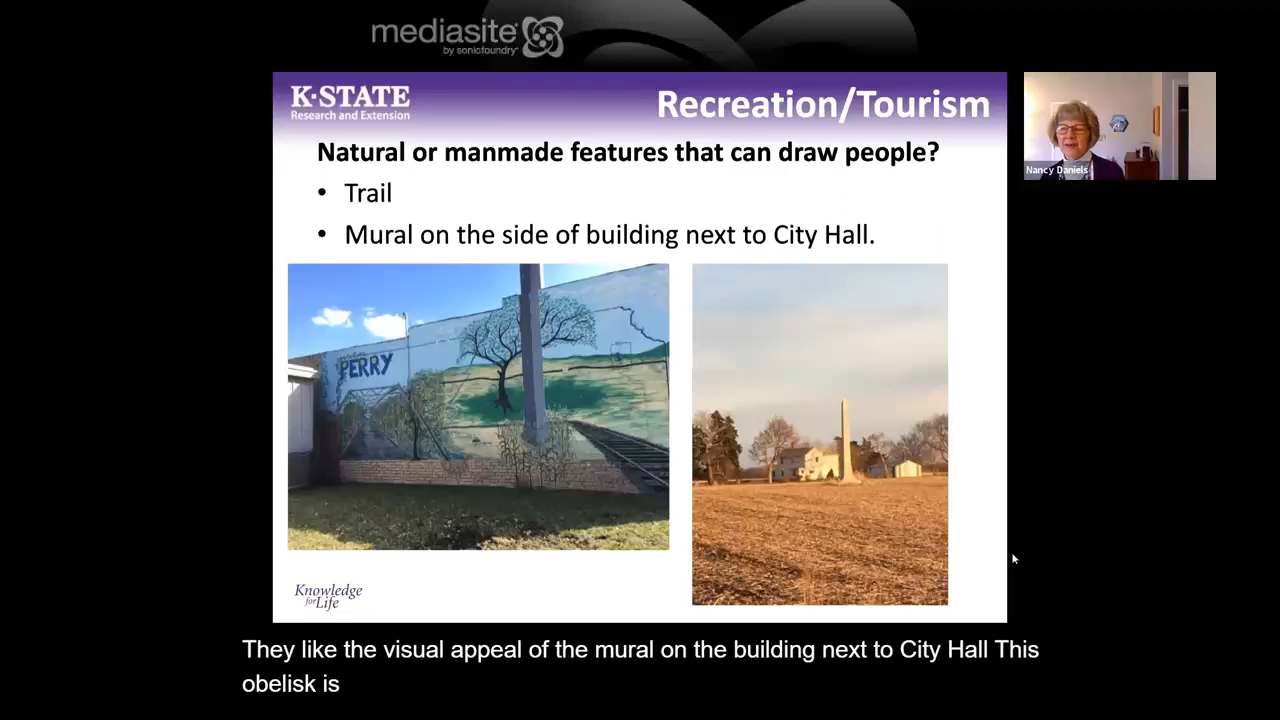 mediasite
by sonicfoundry
K·STATE
Research and Extension
Recreation/Tourism
Natural or manmade features that can draw people?
• Trail
• Mural on the side of building next to City Hall.
Nancy Daniels
PERRY
Knowledge
for Life
They like the visual appeal of the mural on the building next to City Hall This
obelisk is